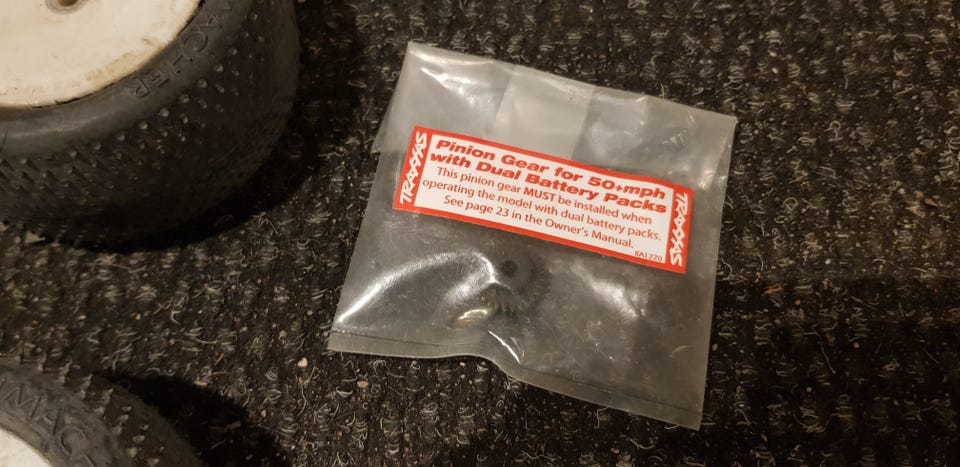 TRAXXAS
Pinion Gear for 50+mph
with Dual Battery Packs
This pinion gear MUST be installed when
operating the model with dual battery packs.
See page 23 in the Owner's Manual.
KA1220
TRAXXAS